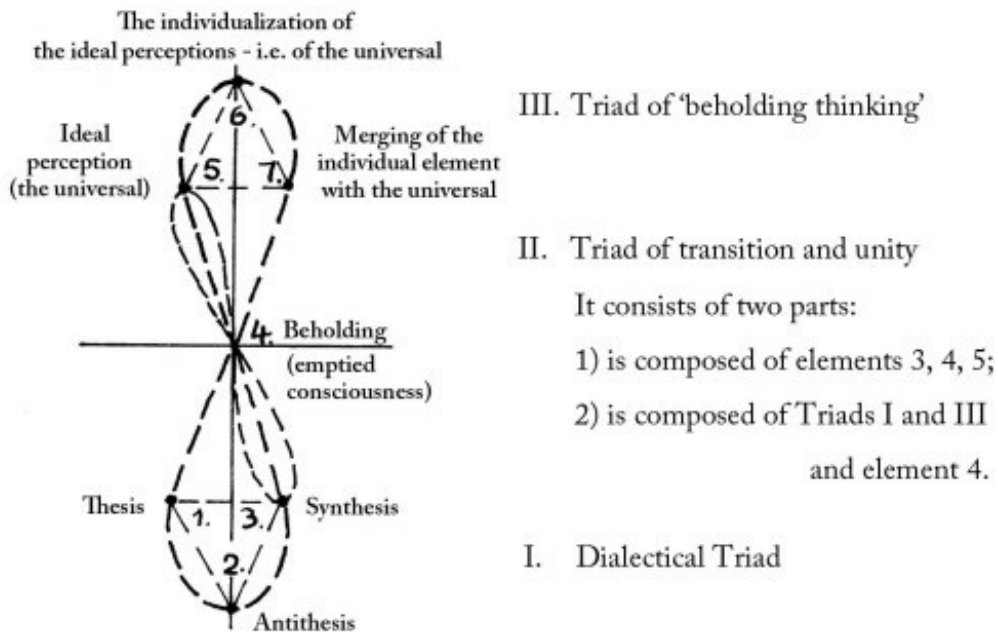 The individualization of
the ideal perceptions - i.e. of the universal
6.
III. Triad of ‘beholding thinking’
Ideal
perception
(the universal)
5.
7.
Merging of the
individual element
with the universal
II. Triad of transition and unity
It consists of two parts:
1) is composed of elements 3, 4, 5;
2) is composed of Triads I and III
and element 4.
4. Beholding
(emptied
consciousness)
Thesis
1.
3.
Synthesis
2.
Antithesis
I. Dialectical Triad